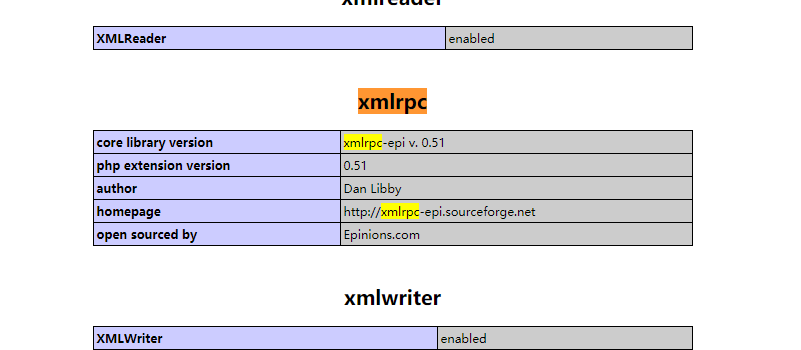 xmlreader
XMLReader enabled
xmlrpc
core library version xmlrpc-epi v. 0.51
php extension version 0.51
author Dan Libby
homepage http://xmlrpc-epi.sourceforge.net
open sourced by Epinions.com
xmlwriter
XMLWriter enabled